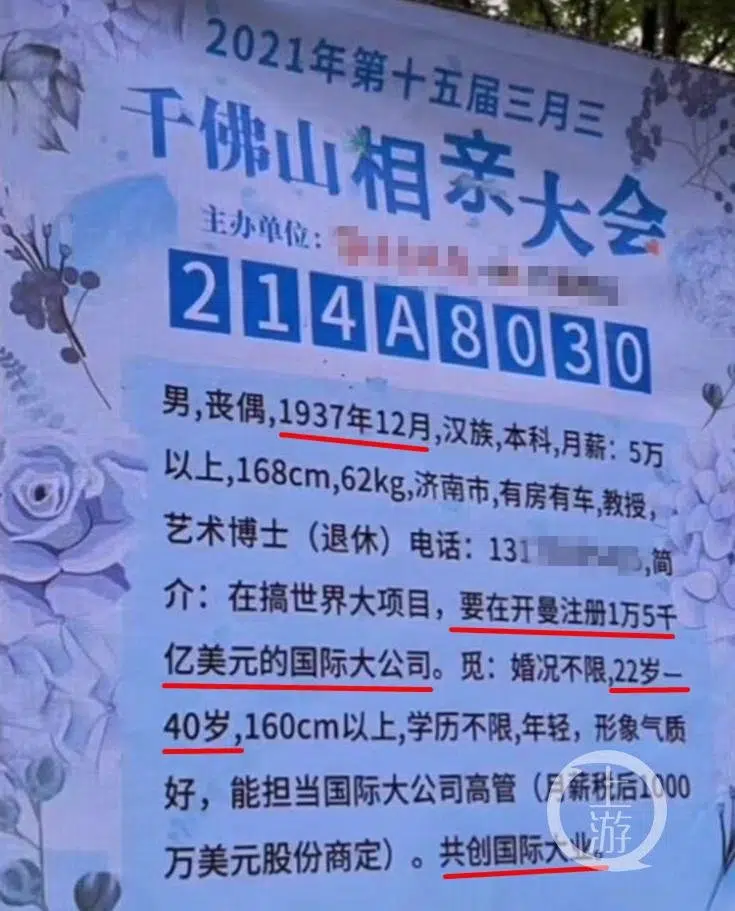 2021年第十五届三月三
千佛山相亲大会
主办单位：
214A8030
男,丧偶,1937年12月,汉族,本科,月薪：5万
以上,168cm,62kg,济南市,有房有车,教授，
艺术博士（退休）电话：131,简
介：在搞世界大项目，要在开曼注册1万5千
亿美元的国际大公司。觅：婚况不限,22岁—
40岁,160cm以上,学历不限,年轻，形象气质
好，能担当国际大公司高管（月薪税后1000
万美元股份商定）。共创国际大业。
上游